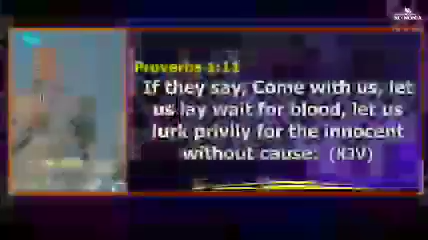 Proverbs 1:11
If they say, Come with us, let
us lay wait for blood, let us
lurk privily for the innocent
without cause: (KJV)